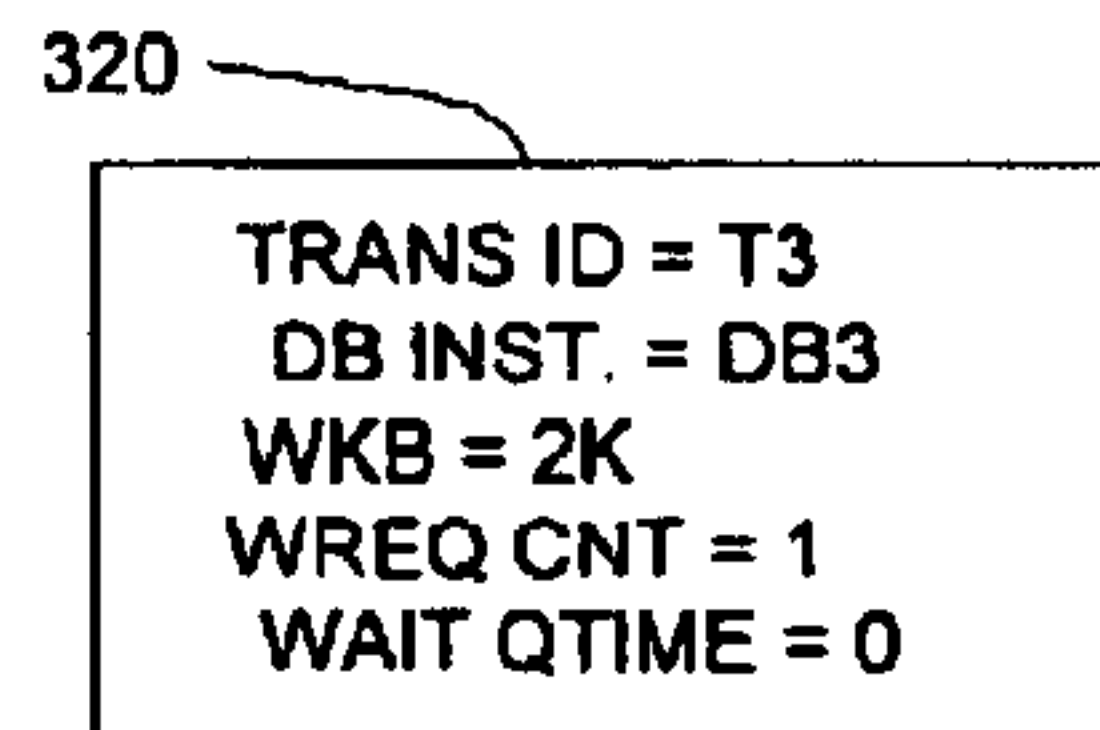 320
TRANS ID = T3
DB INST. = DB3
WKB = 2K
WREQ CNT = 1
WAIT QTIME = 0